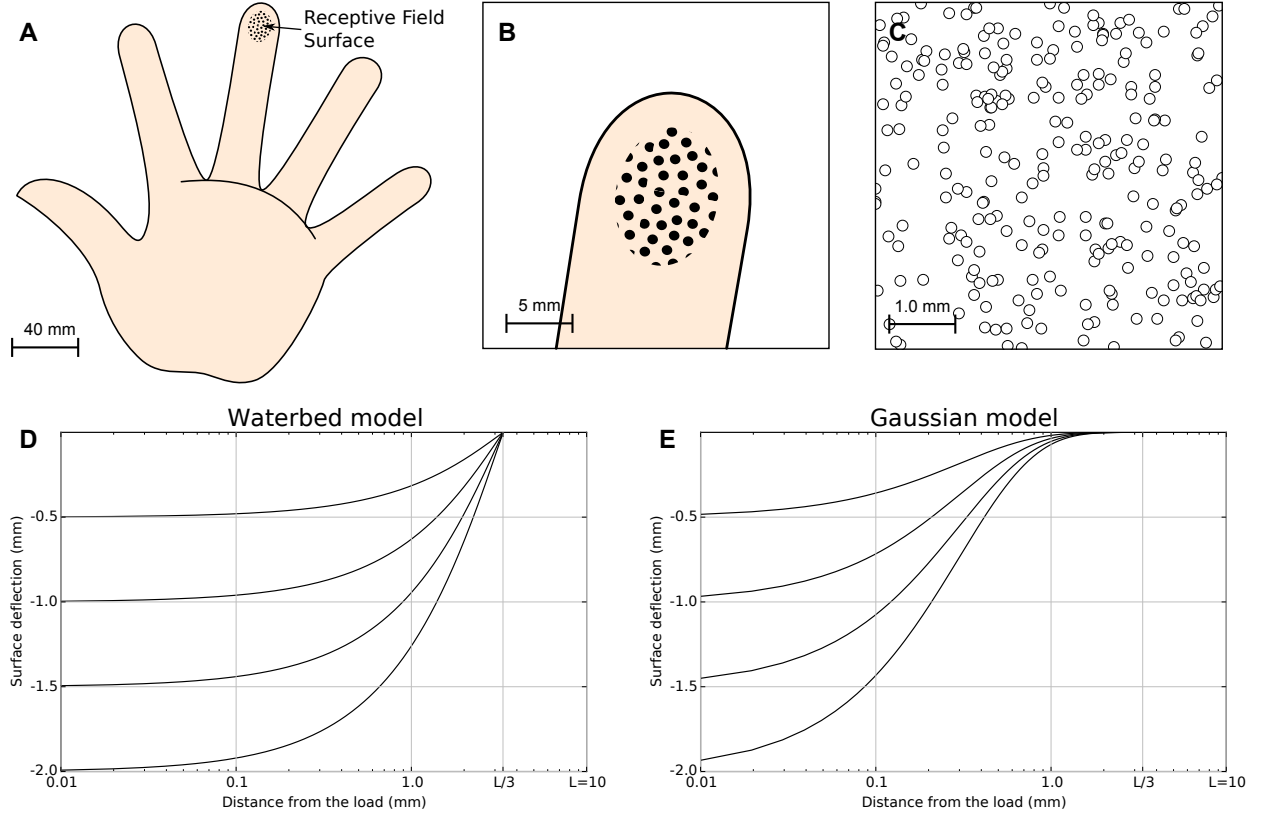 A
Receptive Field
Surface
40 mm
B
5 mm
C
1.0 mm
Waterbed model
D
Surface deflection (mm)
-0.5
-1.0
-1.5
-2.0
0.01
0.1
1.0
L/3
L=10
Distance from the load (mm)
Gaussian model
E
Surface deflection (mm)
-0.5
-1.0
-1.5
-2.0
0.01
0.1
1.0
L/3
L=10
Distance from the load (mm)